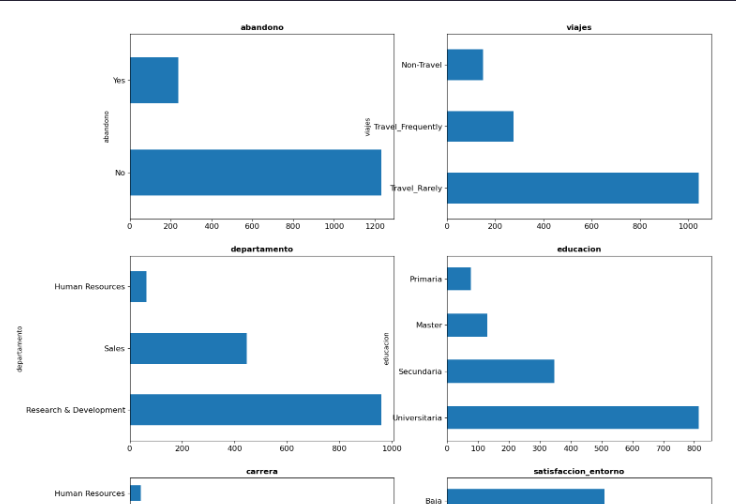 abandono
Yes
No
abandono
0 200 400 600 800 1000 1200
viajes
Non-Travel
Travel_Frequently
Travel_Rarely
viajes
0 200 400 600 800 1000
departamento
Human Resources
Sales
Research & Development
departamento
0 200 400 600 800 1000
educacion
Primaria
Master
Secundaria
Universitaria
educacion
0 100 200 300 400 500 600 700 800
carrera
Human Resources
satisfaccion_entorno
Baja